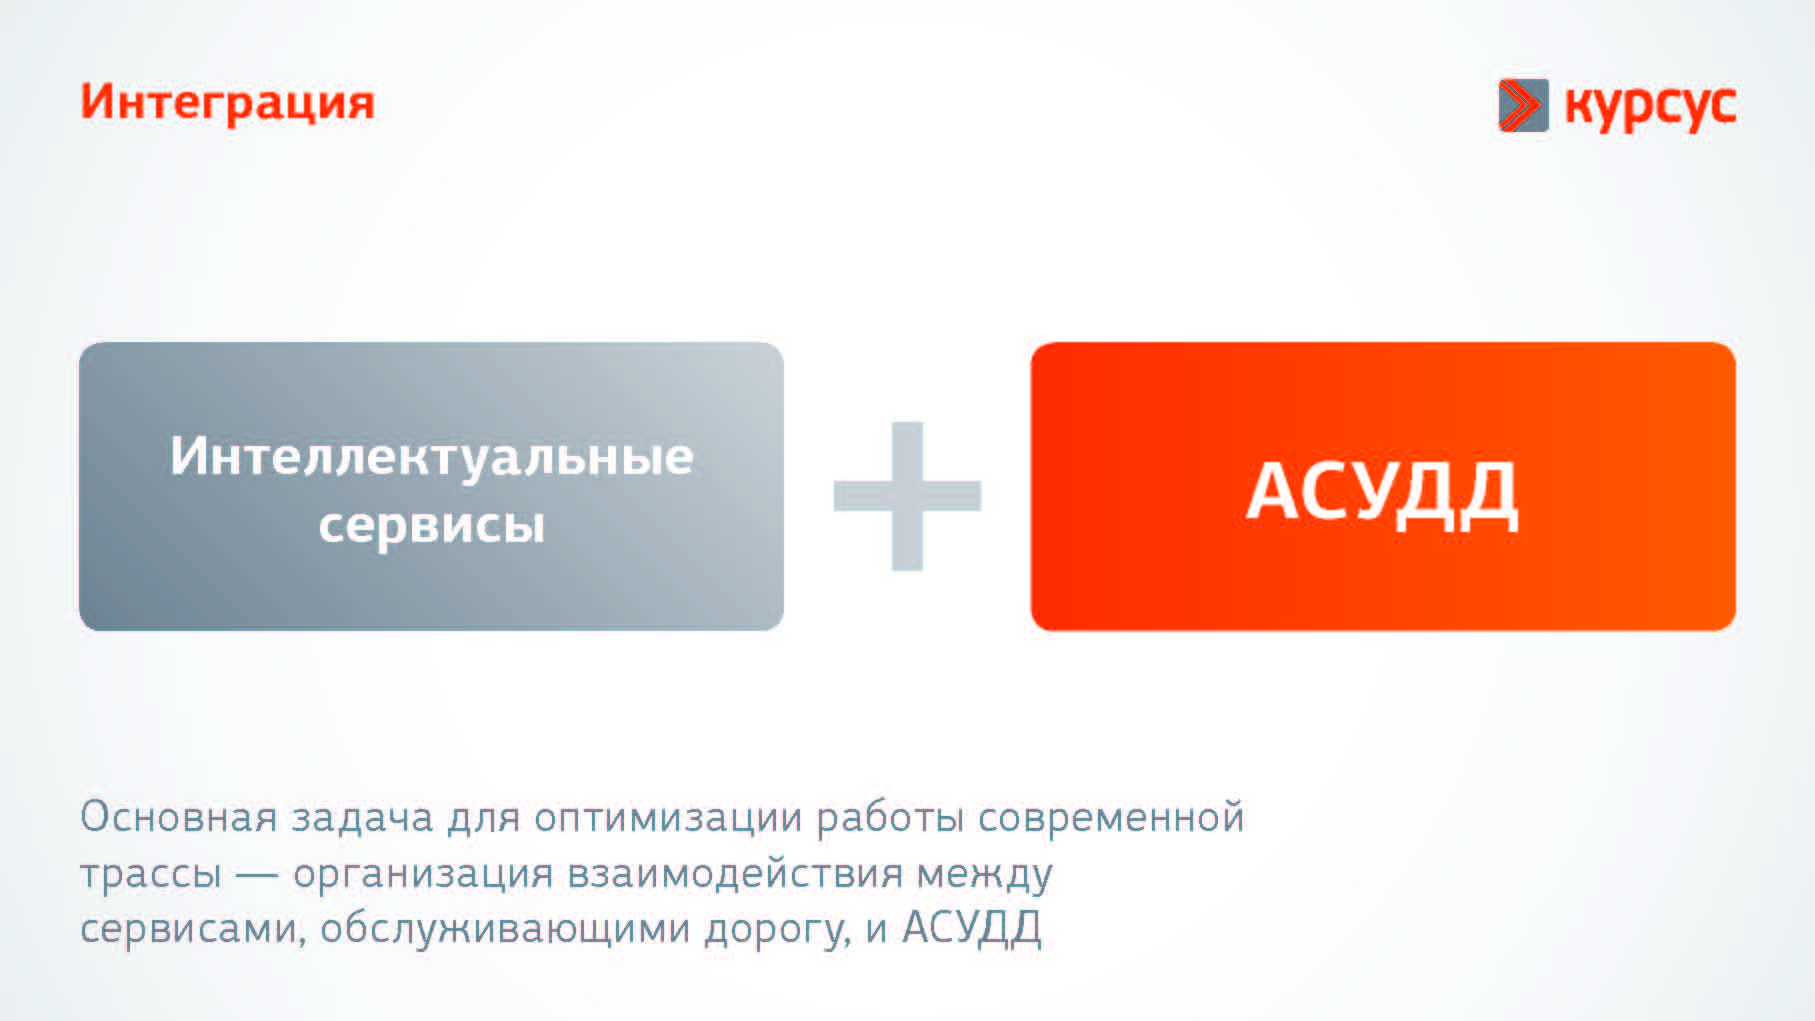 Интеграция
курсус
Интеллектуальные
сервисы
+
АСУДД
Основная задача для оптимизации работы современной
трассы — организация взаимодействия между
сервисами, обслуживающими дорогу, и АСУДД